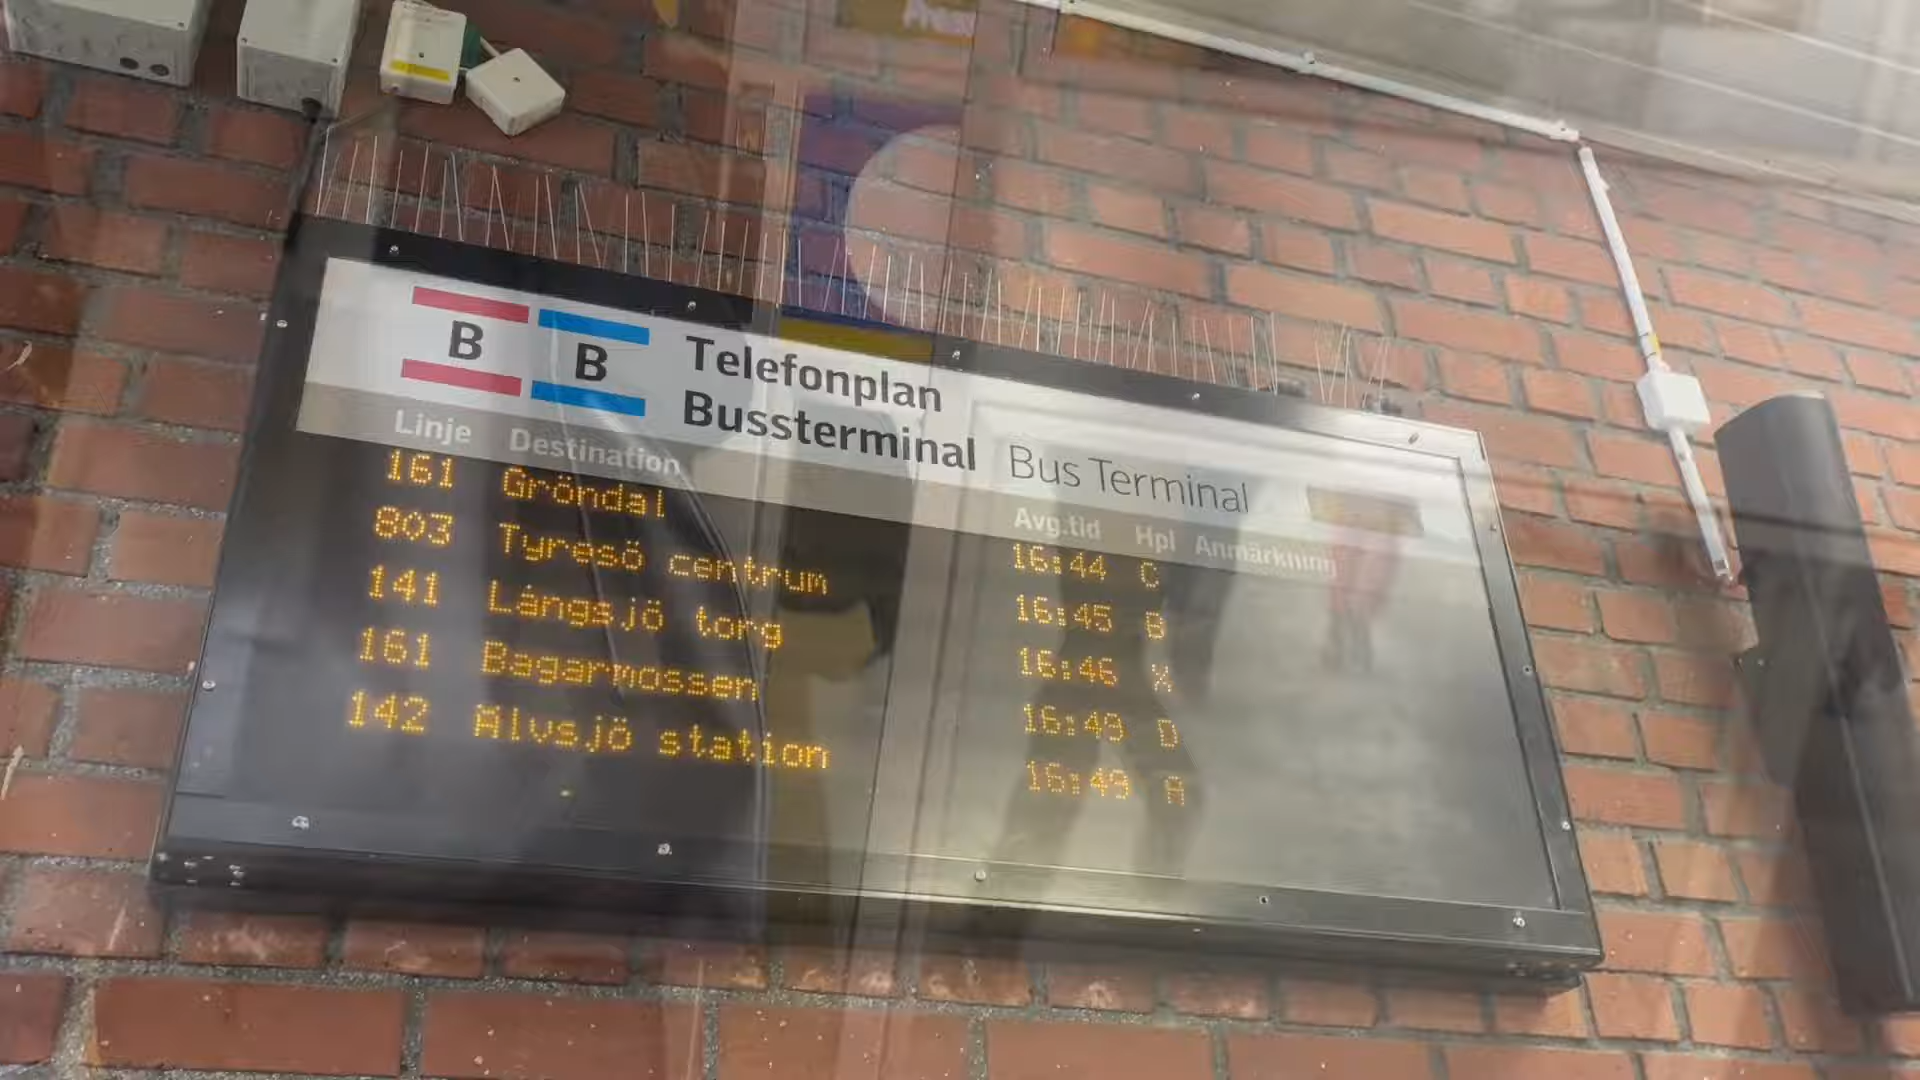 B B Telefonplan
Bussterminal Bus Terminal
Linje Destination Avg.tid Hpl Anmärkning
161 Gröndal 16:44 C
803 Tyresö centrum 16:45 B
141 Långsjö torg 16:46 X
161 Bagarmossen 16:49 D
142 Älvsjö station 16:49 A